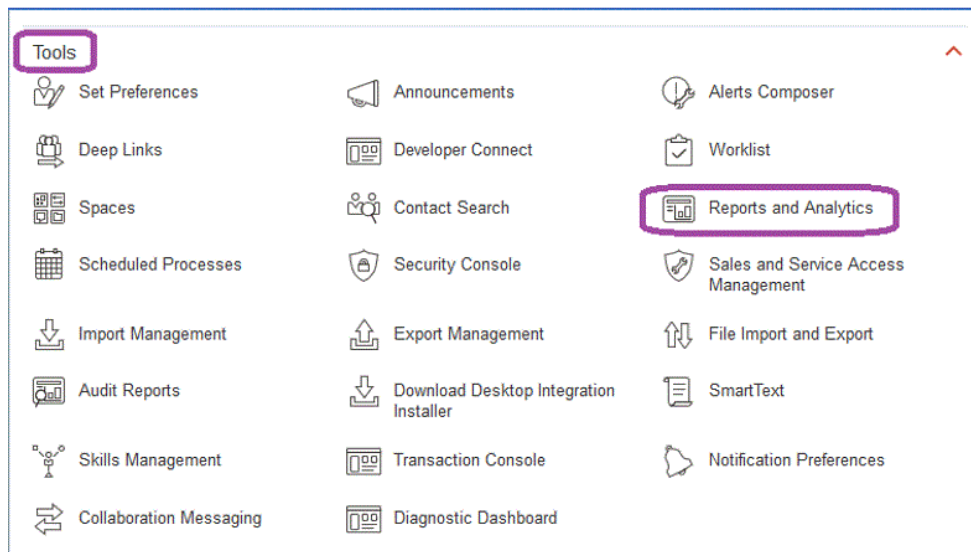 Tools
Set Preferences
Announcements
Alerts Composer
Deep Links
Developer Connect
Worklist
Spaces
Contact Search
Reports and Analytics
Scheduled Processes
Security Console
Sales and Service Access
Management
Import Management
Export Management
File Import and Export
Audit Reports
Download Desktop Integration
Installer
SmartText
Skills Management
Transaction Console
Notification Preferences
Collaboration Messaging
Diagnostic Dashboard